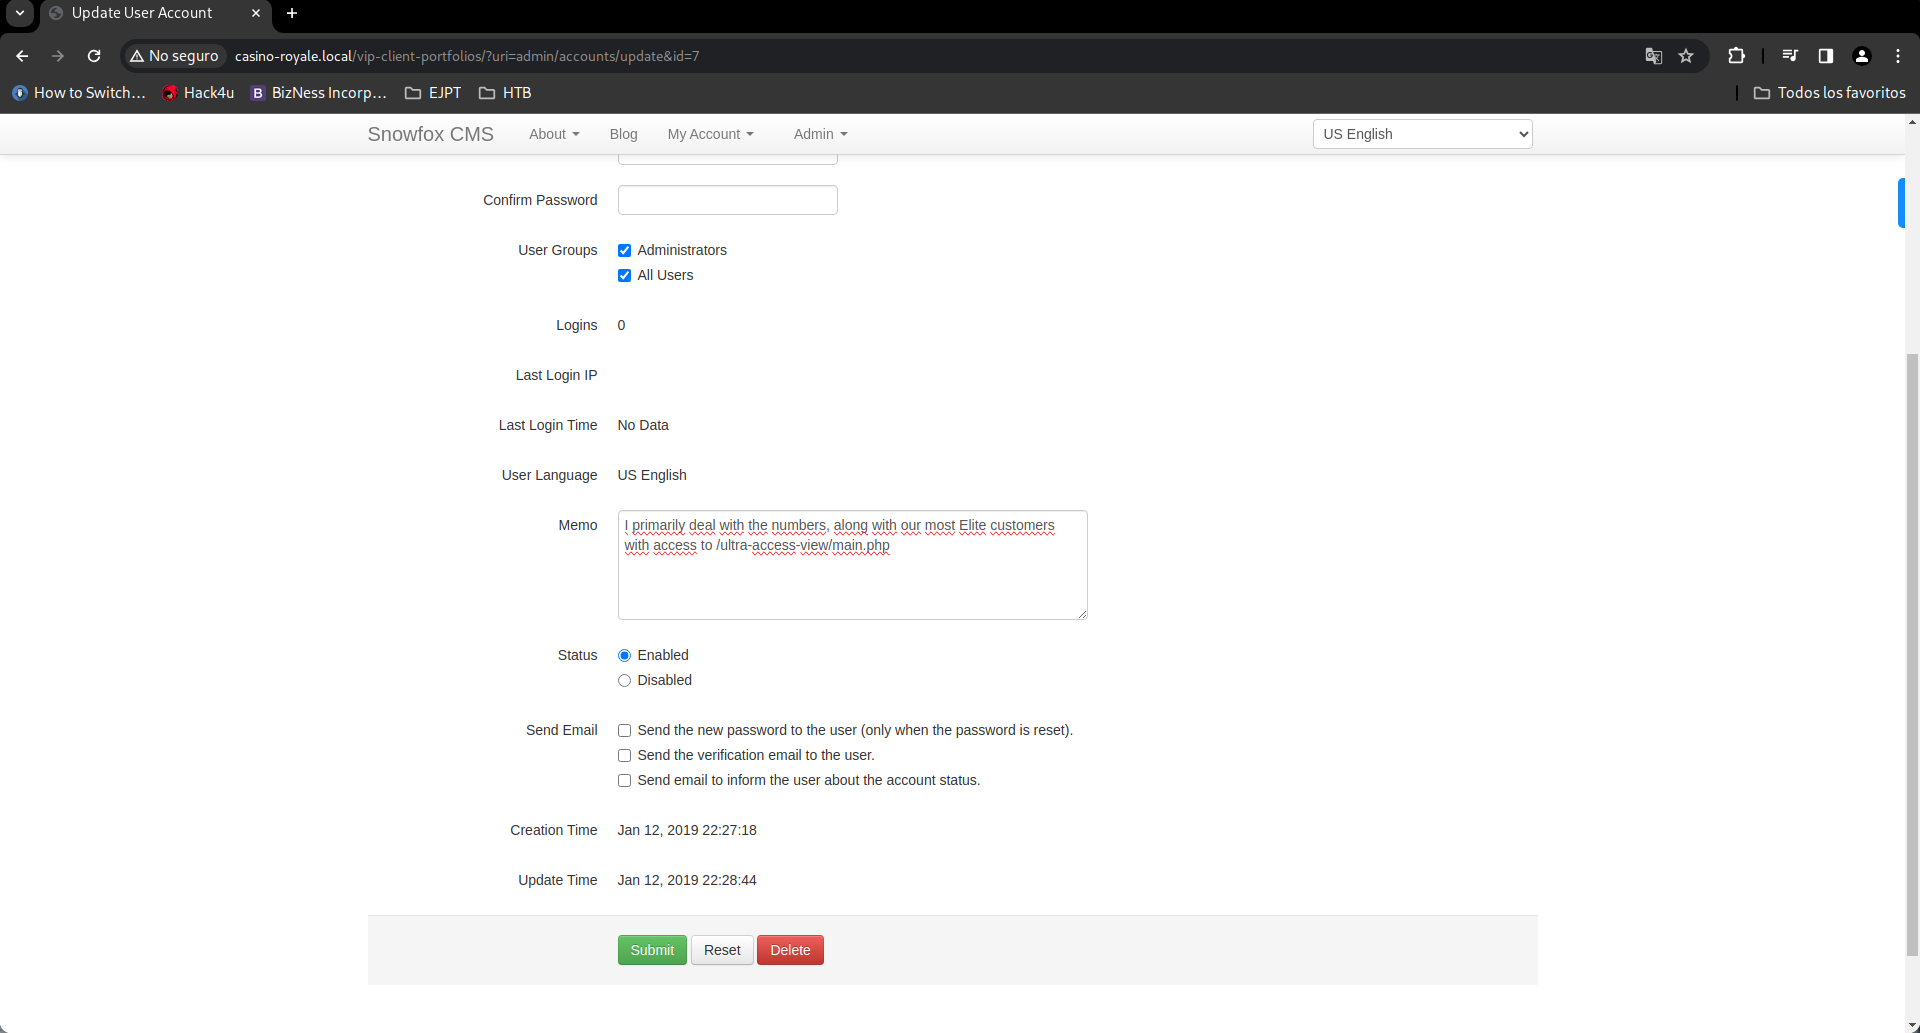 Update User Account
No seguro casino-royale.local/vip-client-portfolios/?uri=admin/accounts/update&id=7
How to Switch… Hack4u B BizNess Incorp… EJPT HTB Todos los favoritos
Snowfox CMS About Blog My Account Admin US English
Confirm Password
User Groups Administrators
All Users
Logins 0
Last Login IP
Last Login Time No Data
User Language US English
Memo I primarily deal with the numbers, along with our most Elite customers
with access to /ultra-access-view/main.php
Status Enabled
Disabled
Send Email Send the new password to the user (only when the password is reset).
Send the verification email to the user.
Send email to inform the user about the account status.
Creation Time Jan 12, 2019 22:27:18
Update Time Jan 12, 2019 22:28:44
Submit Reset Delete